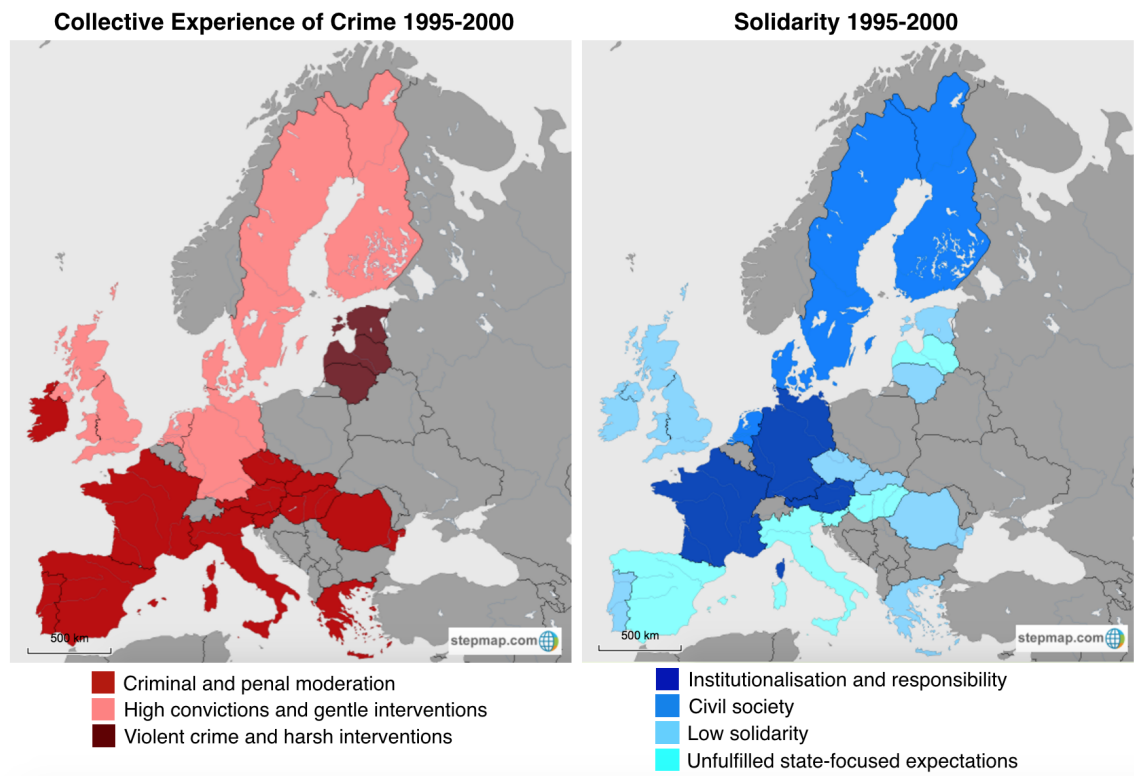 Collective Experience of Crime 1995-2000
500 km
stepmap.com
Criminal and penal moderation
High convictions and gentle interventions
Violent crime and harsh interventions
Solidarity 1995-2000
500 km
stepmap.com
Institutionalisation and responsibility
Civil society
Low solidarity
Unfulfilled state-focused expectations